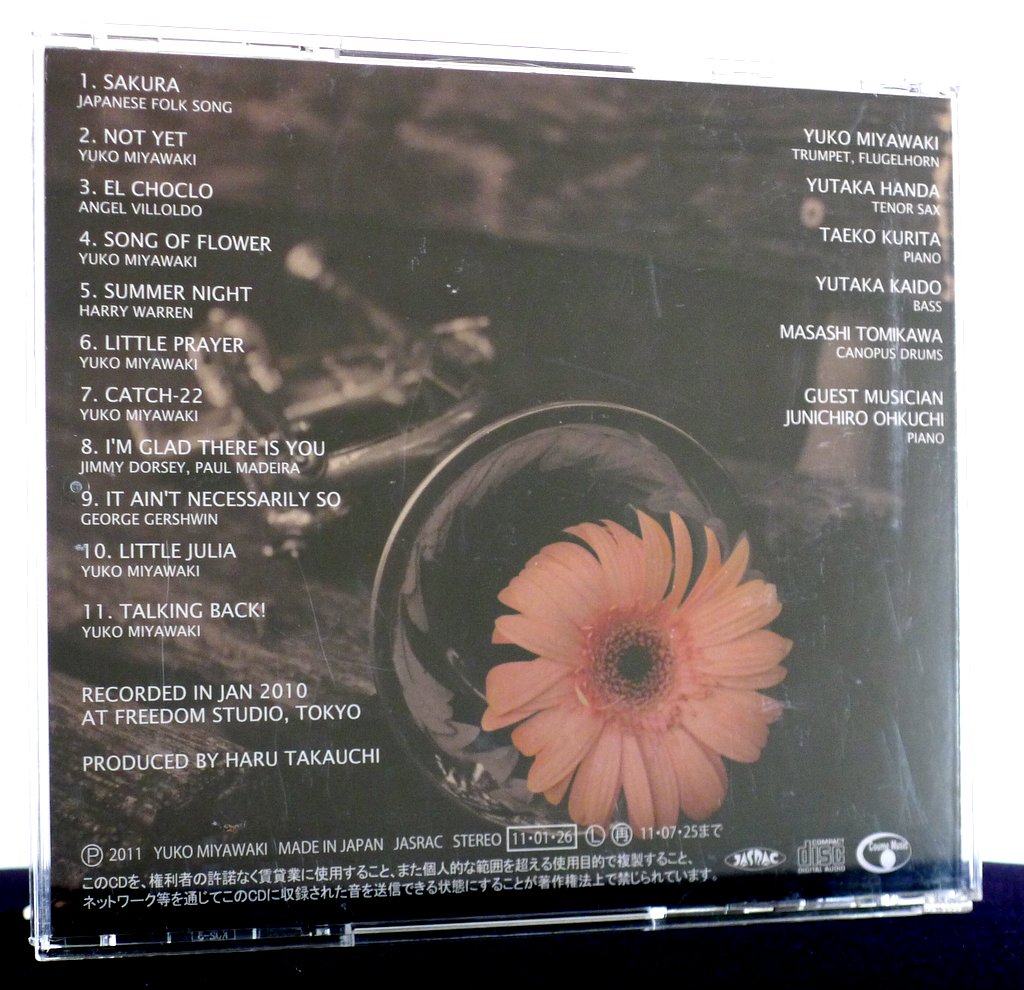 1. SAKURA
JAPANESE FOLK SONG
2. NOT YET
YUKO MIYAWAKI
3. EL CHOCLO
ANGEL VILLOLDO
4. SONG OF FLOWER
YUKO MIYAWAKI
5. SUMMER NIGHT
HARRY WARREN
6. LITTLE PRAYER
YUKO MIYAWAKI
7. CATCH-22
YUKO MIYAWAKI
8. I'M GLAD THERE IS YOU
JIMMY DORSEY, PAUL MADEIRA
9. IT AIN'T NECESSARILY SO
GEORGE GERSHWIN
10. LITTLE JULIA
YUKO MIYAWAKI
11. TALKING BACK!
YUKO MIYAWAKI
RECORDED IN JAN 2010
AT FREEDOM STUDIO, TOKYO
PRODUCED BY HARU TAKAUCHI
YUKO MIYAWAKI
TRUMPET, FLUGELHORN
YUTAKA HANDA
TENOR SAX
TAEKO KURITA
PIANO
YUTAKA KAIDO
BASS
MASASHI TOMIKAWA
CANOPUS DRUMS
GUEST MUSICIAN
JUNICHIRO OHKUCHI
PIANO
Ⓟ 2011 YUKO MIYAWAKI MADE IN JAPAN JASRAC STEREO 11・01・26 Ⓛ 再 11・07・25まで
このCDを、権利者の許諾なく賃貸業に使用すること、また個人的な範囲を超える使用目的で複製すること、
ネットワーク等を通じてこのCDに収録された音を送信できる状態にすることが著作権法上で禁じられています。
JASRAC
COMPACT
disc
DIGITAL AUDIO